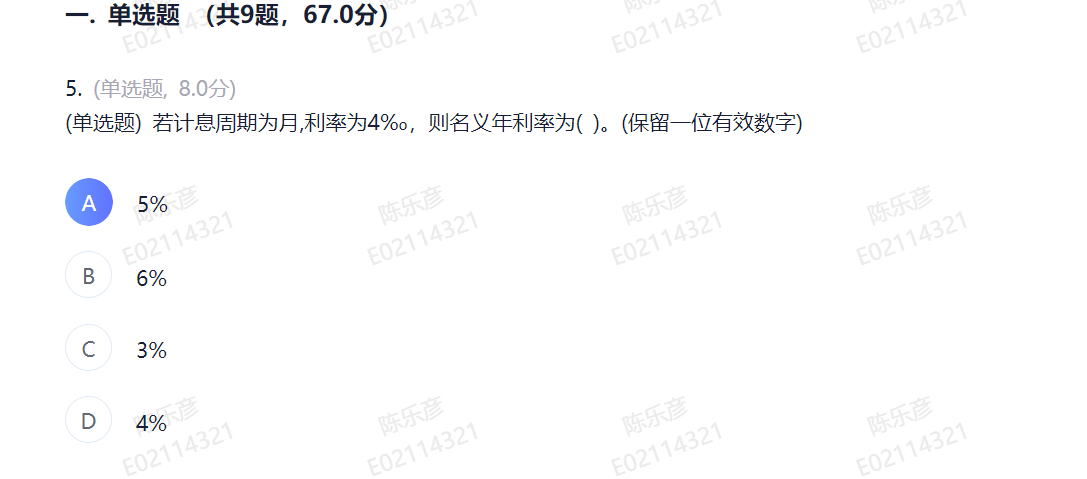 一. 单选题 （共9题，67.0分）
5. (单选题, 8.0分)
(单选题) 若计息周期为月,利率为4‰，则名义年利率为( )。(保留一位有效数字)
A 5%
B 6%
C 3%
D 4%
陈乐彦
E02114321